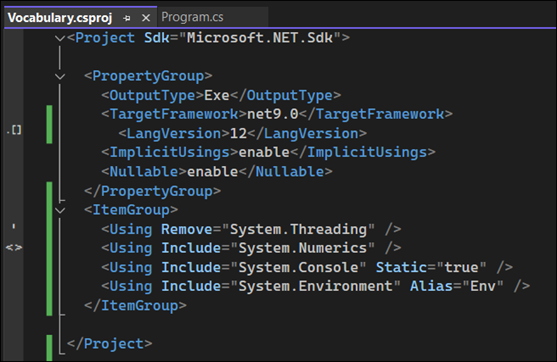 Vocabulary.csproj Program.cs
<Project Sdk="Microsoft.NET.Sdk">
<PropertyGroup>
<OutputType>Exe</OutputType>
<TargetFramework>net9.0</TargetFramework>
<LangVersion>12</LangVersion>
<ImplicitUsings>enable</ImplicitUsings>
<Nullable>enable</Nullable>
</PropertyGroup>
<ItemGroup>
<Using Remove="System.Threading" />
<Using Include="System.Numerics" />
<Using Include="System.Console" Static="true" />
<Using Include="System.Environment" Alias="Env" />
</ItemGroup>
</Project>